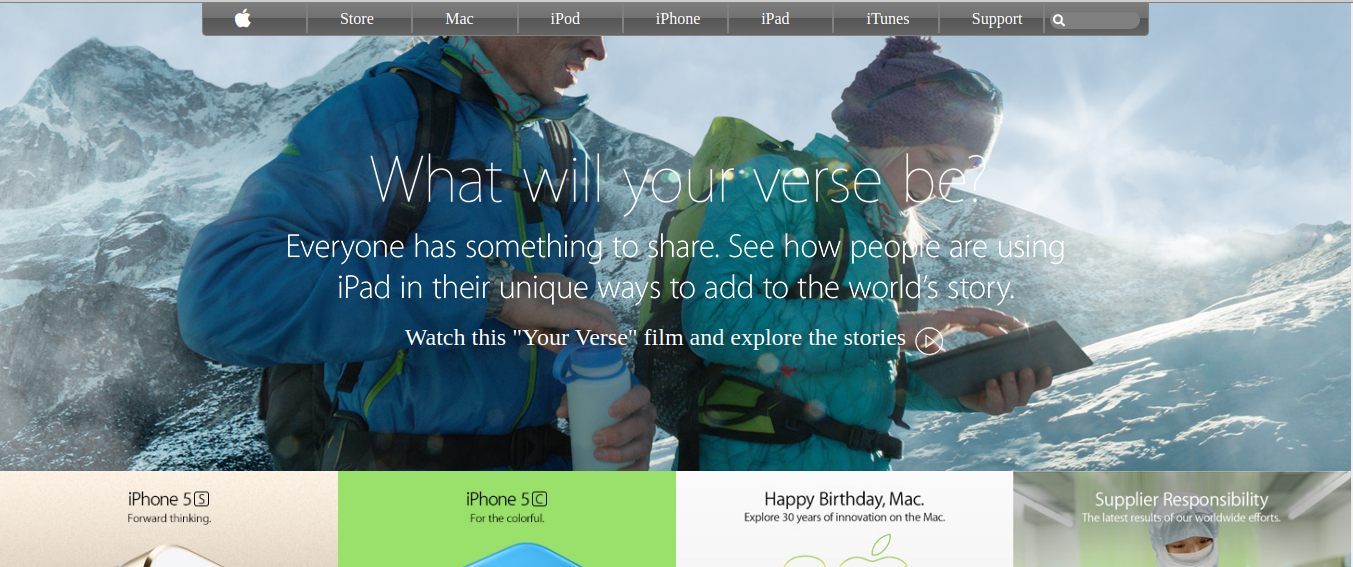 Store Mac iPod iPhone iPad iTunes Support
What will your verse be?
Everyone has something to share. See how people are using
iPad in their unique ways to add to the world's story.
Watch this "Your Verse" film and explore the stories
iPhone 5S
Forward thinking.
iPhone 5C
For the colorful.
Happy Birthday, Mac.
Explore 30 years of innovation on the Mac.
Supplier Responsibility
The latest results of our worldwide efforts.